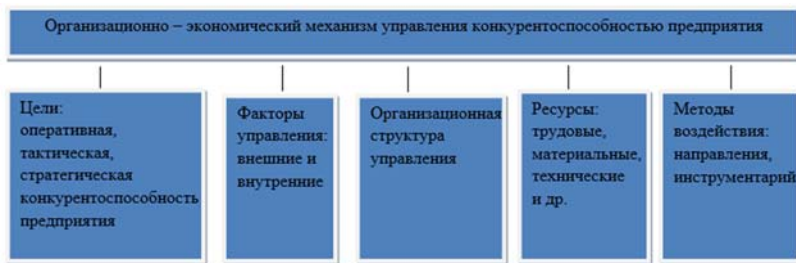 Организационно – экономический механизм управления конкурентоспособностью предприятия
Цели:
оперативная,
тактическая,
стратегическая
конкурентоспособность
предприятия
Факторы
управления:
внешние и
внутренние
Организационная
структура
управления
Ресурсы:
трудовые,
материальные,
технические
и др.
Методы
воздействия:
направления,
инструментарий